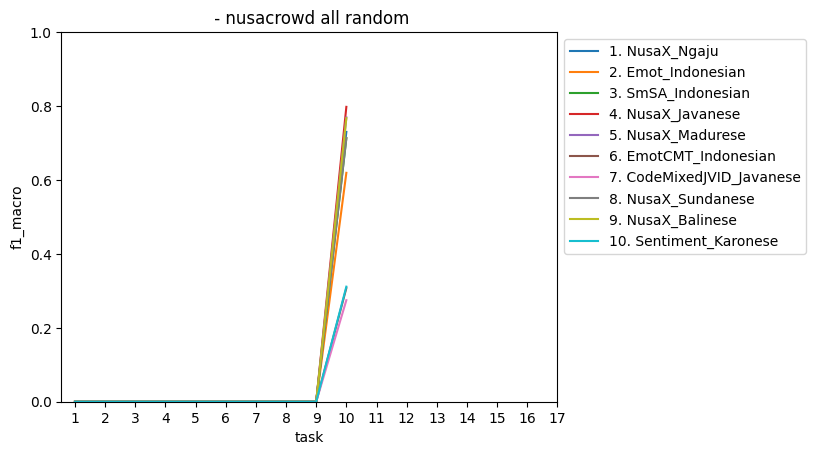 - nusacrowd all random
1.0
0.8
0.6
0.4
0.2
0.0
f1_macro
1 2 3 4 5 6 7 8 9 10 11 12 13 14 15 16 17
task
1. NusaX_Ngaju
2. Emot_Indonesian
3. SmSA_Indonesian
4. NusaX_Javanese
5. NusaX_Madurese
6. EmotCMT_Indonesian
7. CodeMixedJVID_Javanese
8. NusaX_Sundanese
9. NusaX_Balinese
10. Sentiment_Karonese